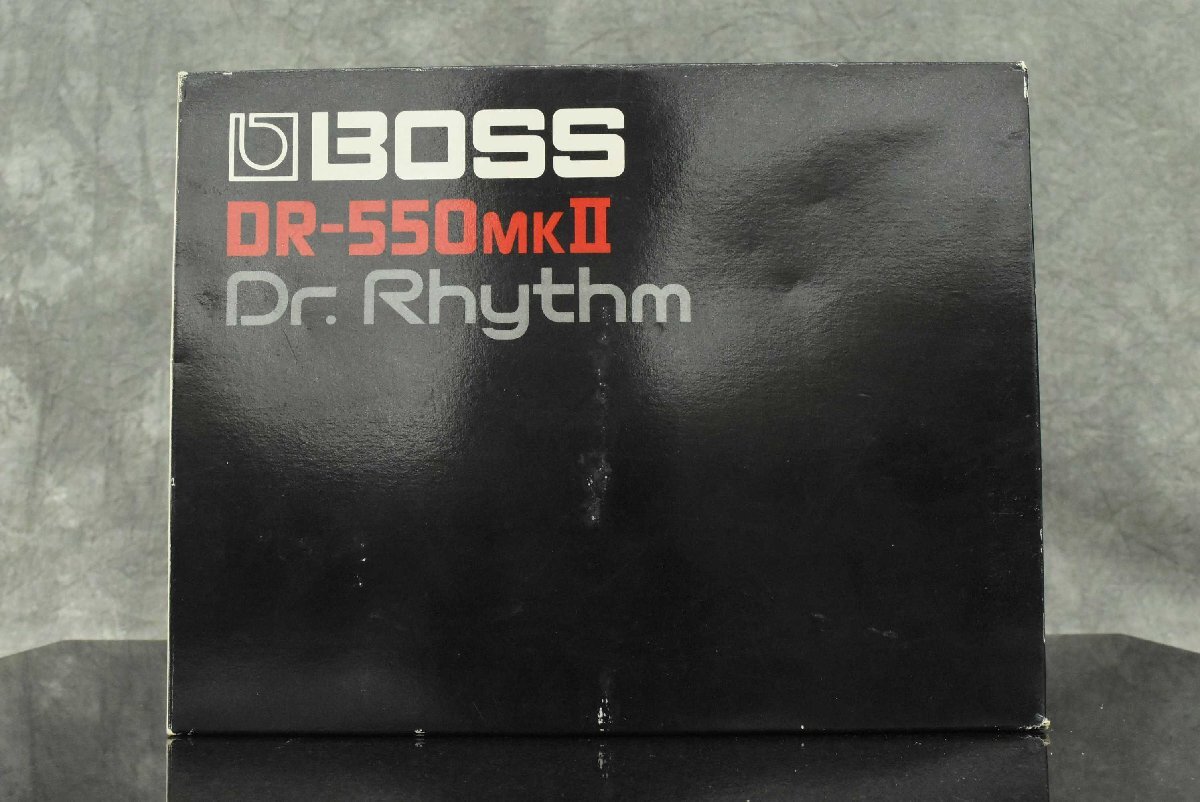 BOSS
DR-550MKII
Dr. Rhythm